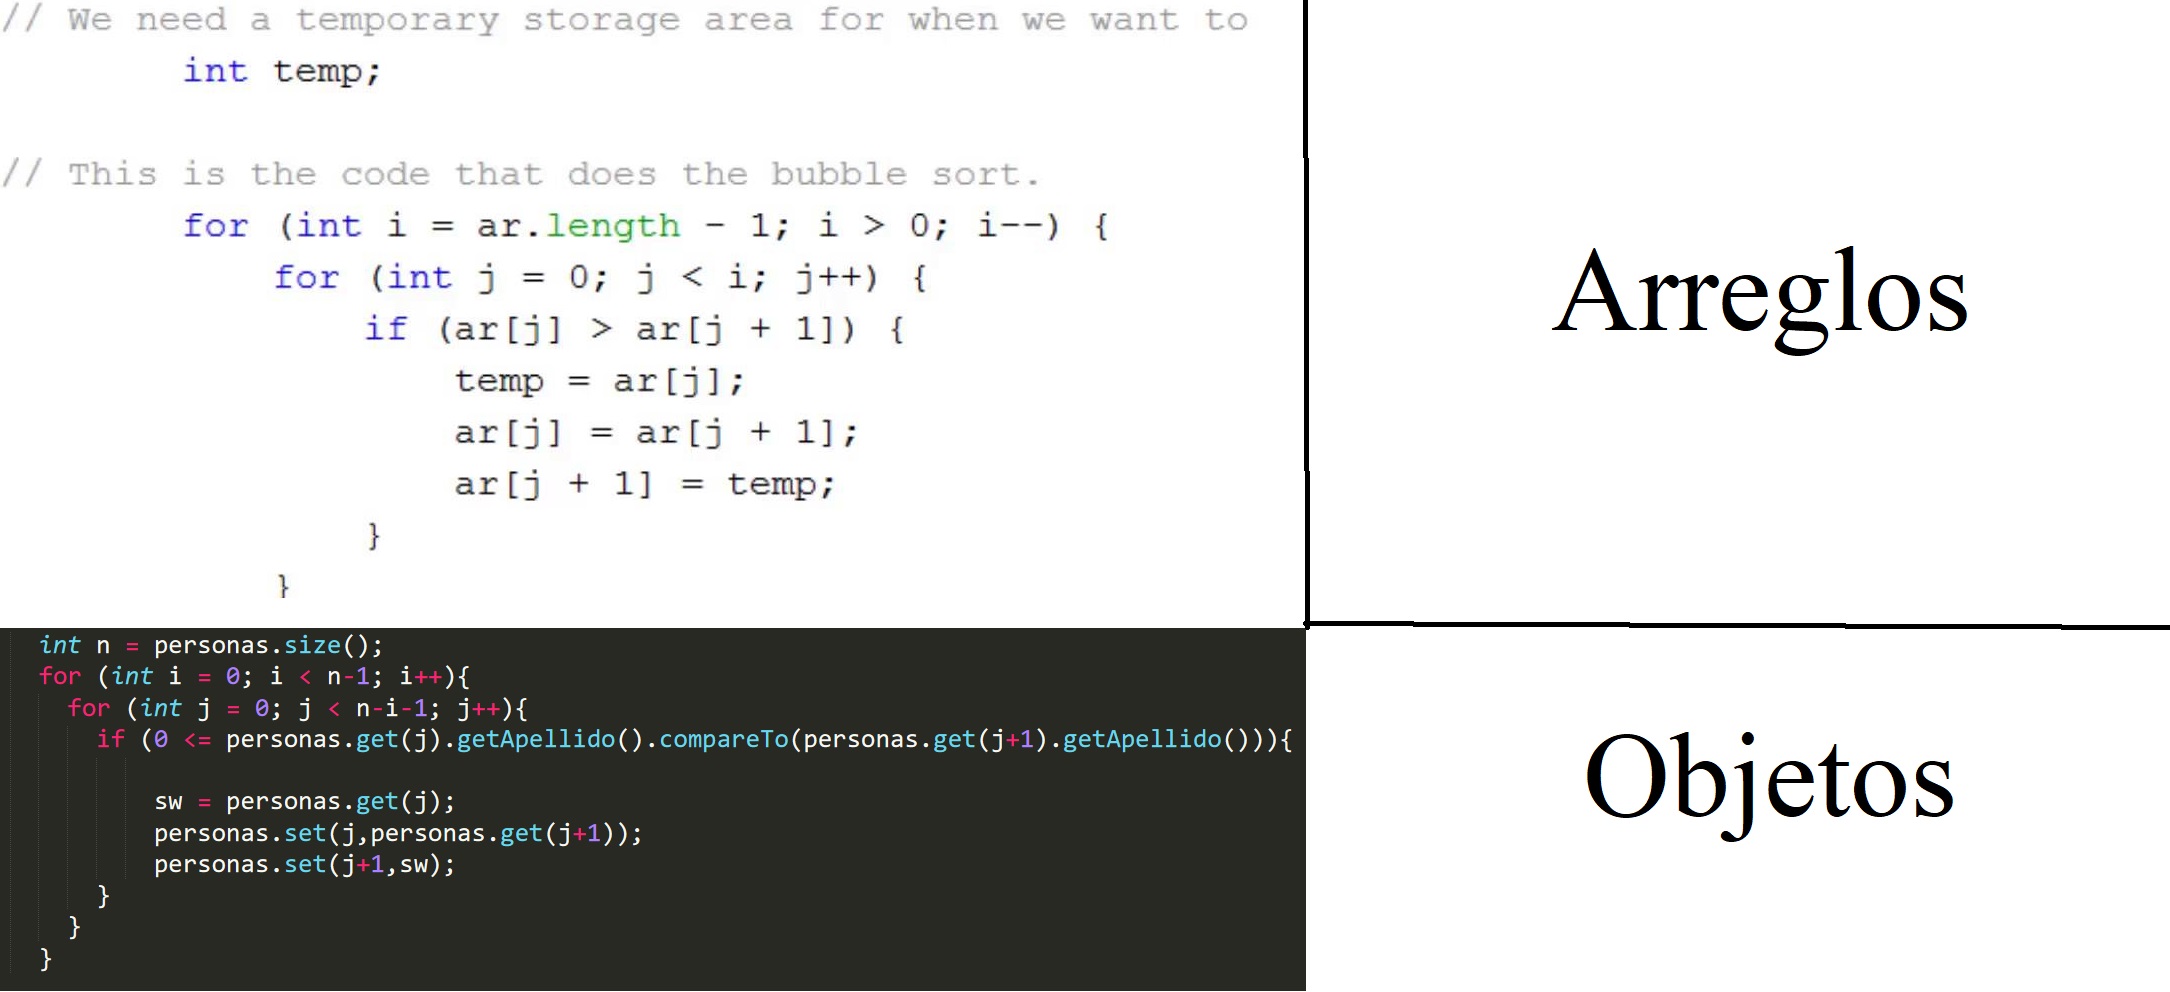 // We need a temporary storage area for when we want to
int temp;
// This is the code that does the bubble sort.
for (int i = ar.length - 1; i > 0; i--) {
for (int j = 0; j < i; j++) {
if (ar[j] > ar[j + 1]) {
temp = ar[j];
ar[j] = ar[j + 1];
ar[j + 1] = temp;
}
}
Arreglos
int n = personas.size();
for (int i = 0; i < n-1; i++){
for (int j = 0; j < n-i-1; j++){
if (0 <= personas.get(j).getApellido().compareTo(personas.get(j+1).getApellido())){
sw = personas.get(j);
personas.set(j,personas.get(j+1));
personas.set(j+1,sw);
}
}
}
Objetos